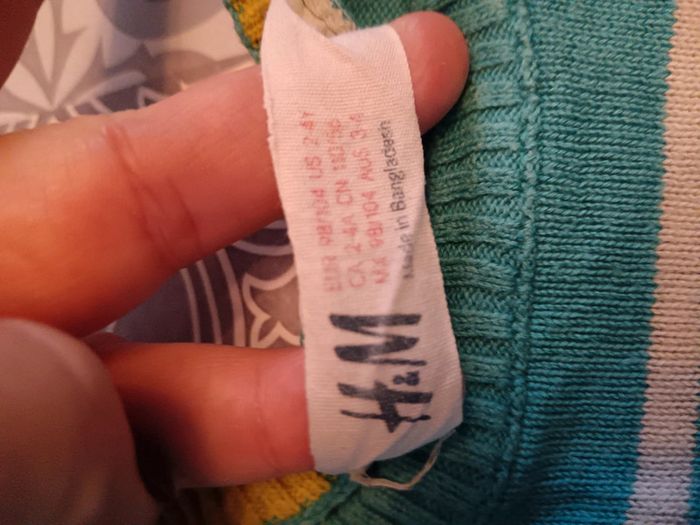 H&M
EUR 98/104 US 2-4Y
CA 2-4A CN 110/56
MX 98/104 AUS 3-4
Made in Bangladesh